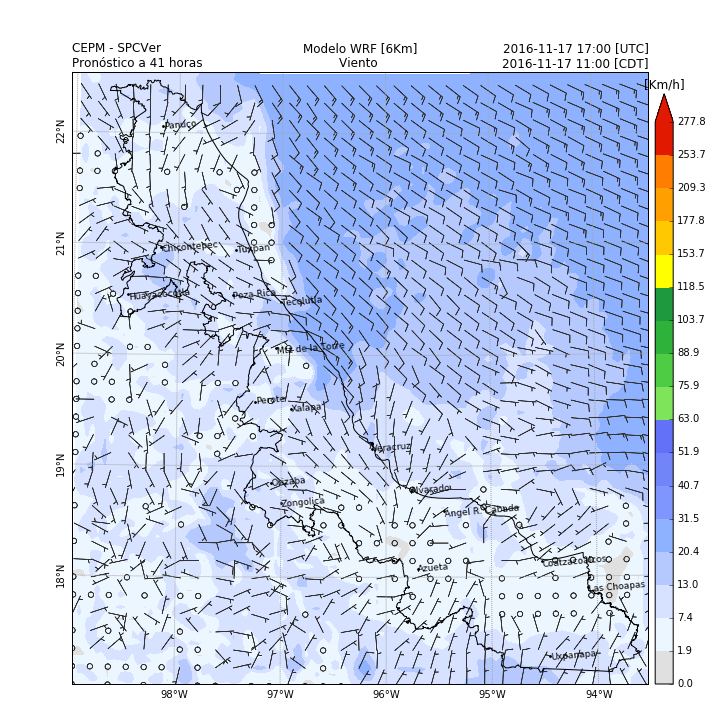 CEPM - SPCVer Modelo WRF [6Km] 2016-11-17 17:00 [UTC]
Pronóstico a 41 horas Viento 2016-11-17 11:00 [CDT]
[Km/h]
277.8
253.7
209.3
177.8
153.7
118.5
103.7
88.9
75.9
63.0
51.9
40.7
31.5
20.4
13.0
7.4
1.9
0.0
22°N
21°N
20°N
19°N
18°N
Panuco
Chicontepec Tuxpan
Huayacocotla Poza Rica Tecolutla
Mtz de la Torre
Perote Xalapa
Veracruz
Orizaba Alvarado
Zongolica Angel R. Cabada
Azueta Coatzacoalcos
Las Choapas
Uxpanapa
98°W 97°W 96°W 95°W 94°W